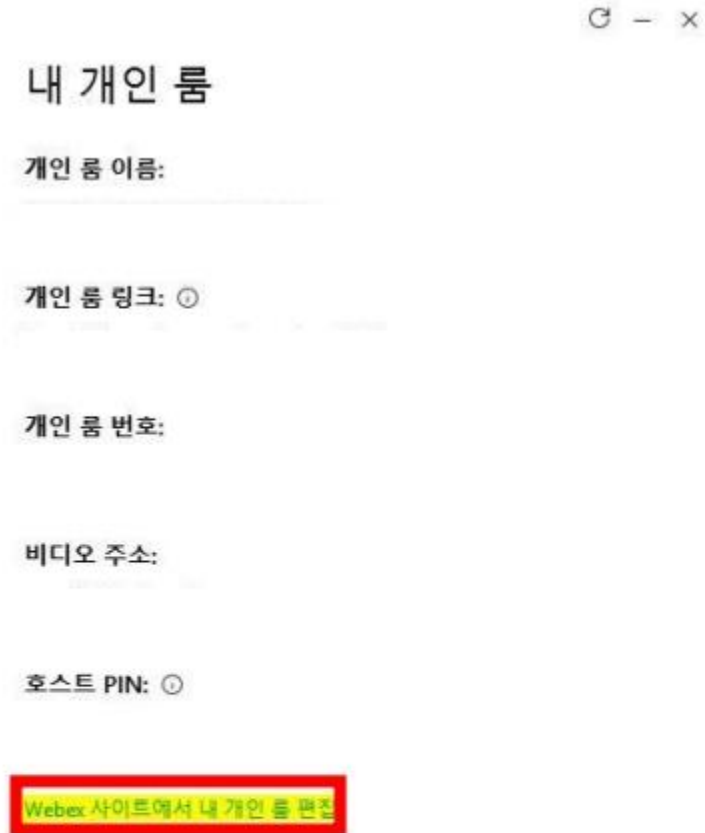 내 개인 룸
개인 룸 이름:
개인 룸 링크:
개인 룸 번호:
비디오 주소:
호스트 PIN:
Webex 사이트에서 내 개인 룸 편집